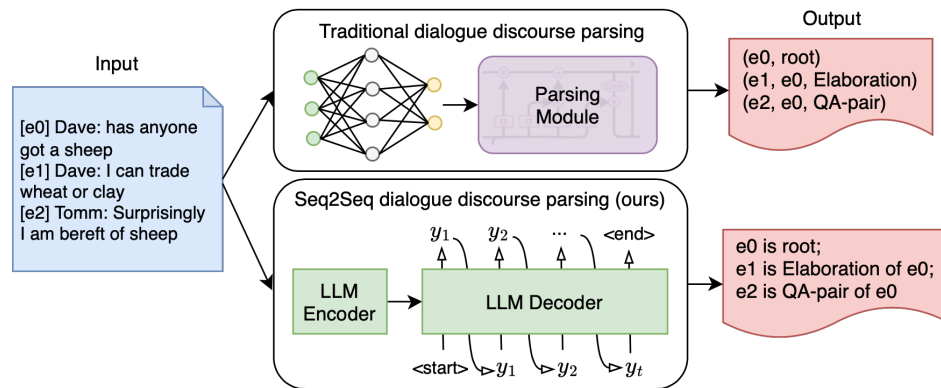 Input
[e0] Dave: has anyone
got a sheep
[e1] Dave: I can trade
wheat or clay
[e2] Tomm: Surprisingly
I am bereft of sheep
Traditional dialogue discourse parsing
Parsing
Module
Seq2Seq dialogue discourse parsing (ours)
y1 y2 ... <end>
LLM
Encoder
LLM Decoder
<start> y1 y2 yt
Output
(e0, root)
(e1, e0, Elaboration)
(e2, e0, QA-pair)
e0 is root;
e1 is Elaboration of e0;
e2 is QA-pair of e0